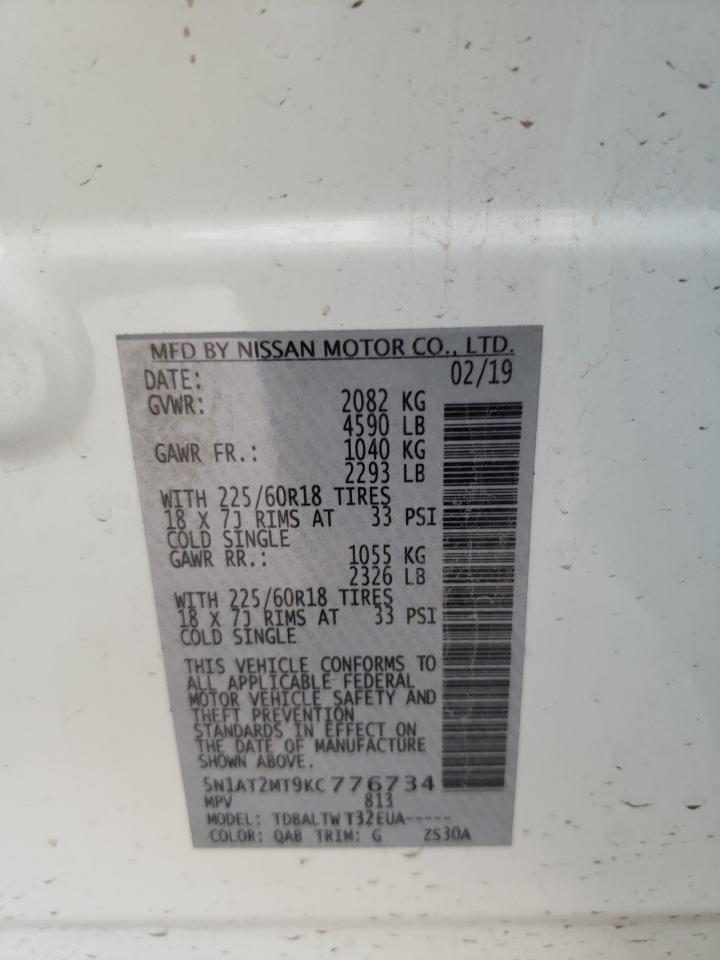 MFD BY NISSAN MOTOR CO., LTD.
DATE: 02/19
GVWR: 2082 KG
4590 LB
GAWR FR.: 1040 KG
2293 LB
WITH 225/60R18 TIRES
18 X 7J RIMS AT 33 PSI
COLD SINGLE
GAWR RR.: 1055 KG
2326 LB
WITH 225/60R18 TIRES
18 X 7J RIMS AT 33 PSI
COLD SINGLE
THIS VEHICLE CONFORMS TO
ALL APPLICABLE FEDERAL
MOTOR VEHICLE SAFETY AND
THEFT PREVENTION
STANDARDS IN EFFECT ON
THE DATE OF MANUFACTURE
SHOWN ABOVE.
5N1AT2MT9KC776734
MPV 813
MODEL: TDBALTW T32EUA-----
COLOR: QAB TRIM: G ZS30A